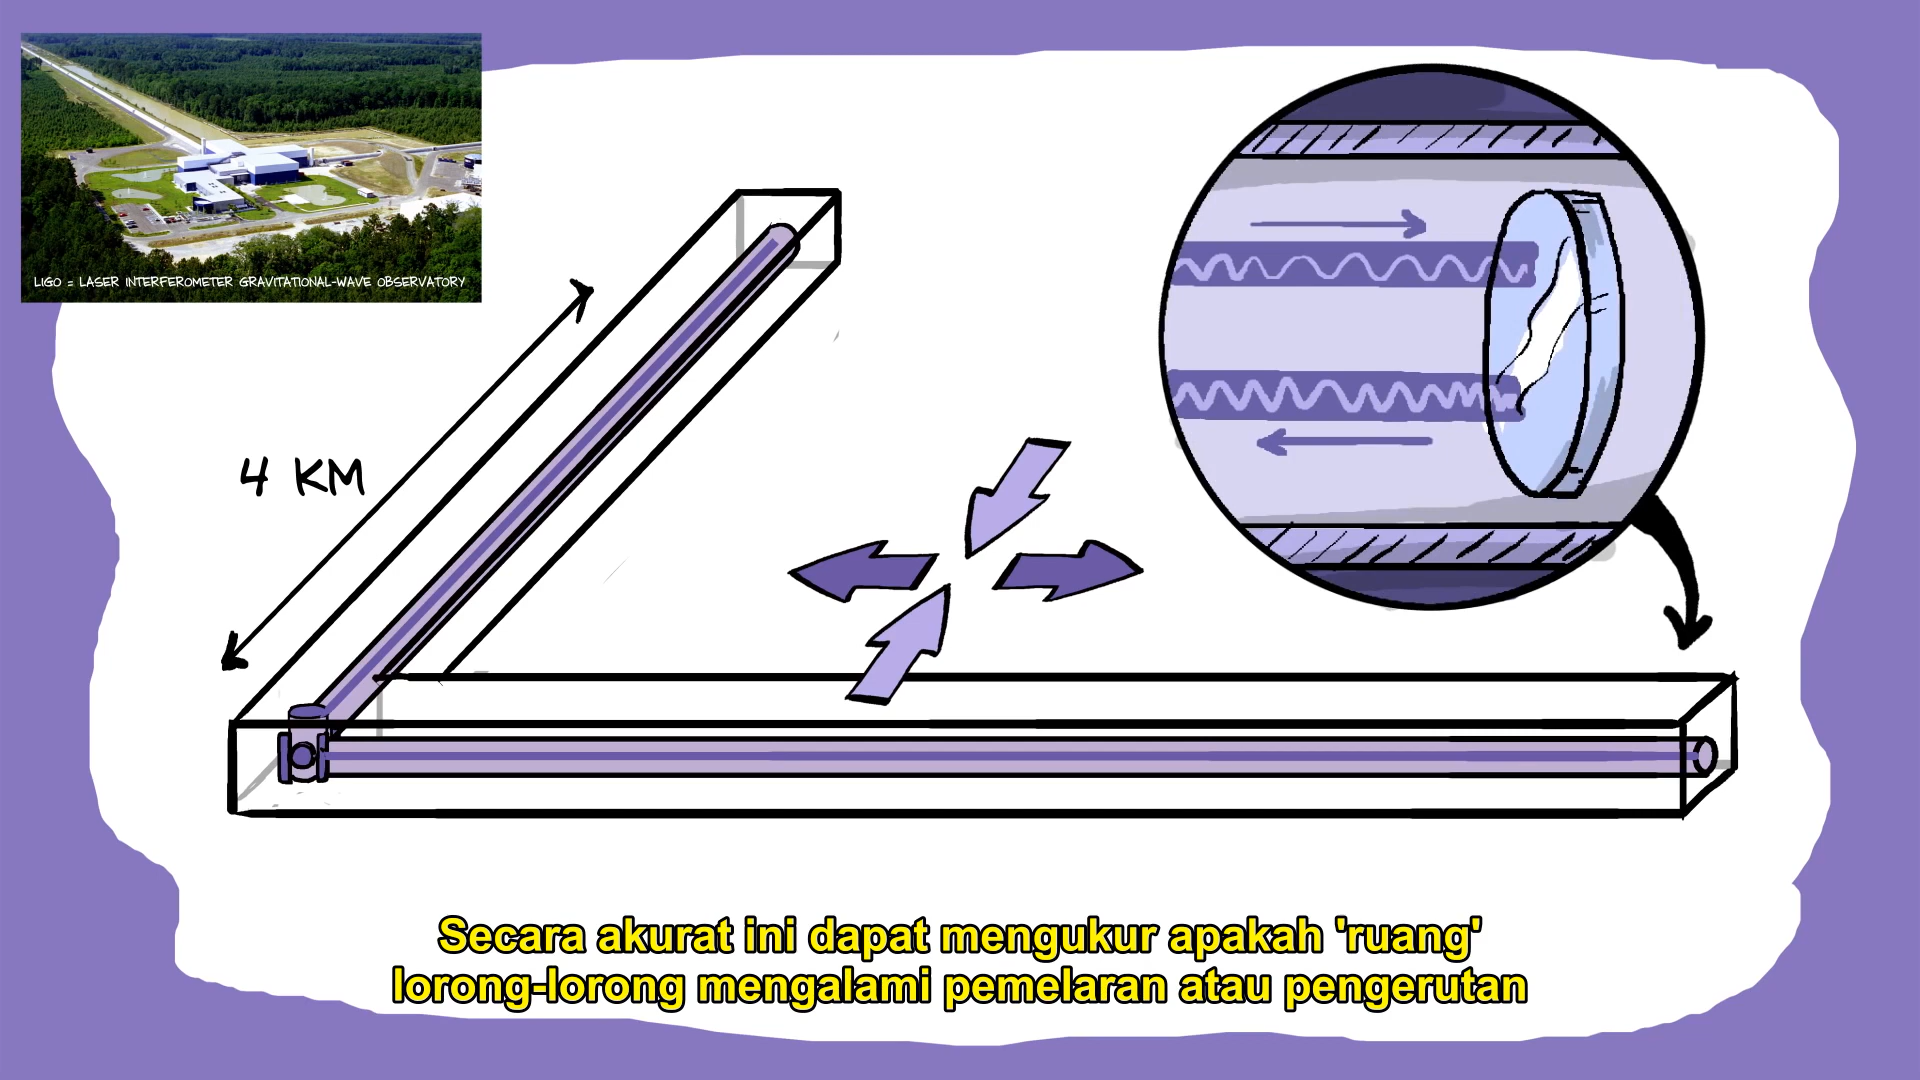 LIGO = LASER INTERFEROMETER GRAVITATIONAL-WAVE OBSERVATORY
4 KM
Secara akurat ini dapat mengukur apakah 'ruang'
lorong-lorong mengalami pemelaran atau pengerutan